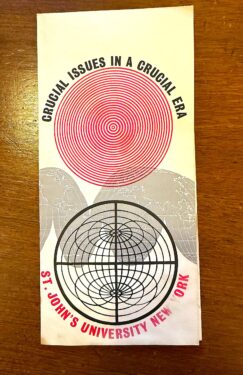 CRUCIAL ISSUES IN A CRUCIAL ERA
ST. JOHN'S UNIVERSITY NEW YORK